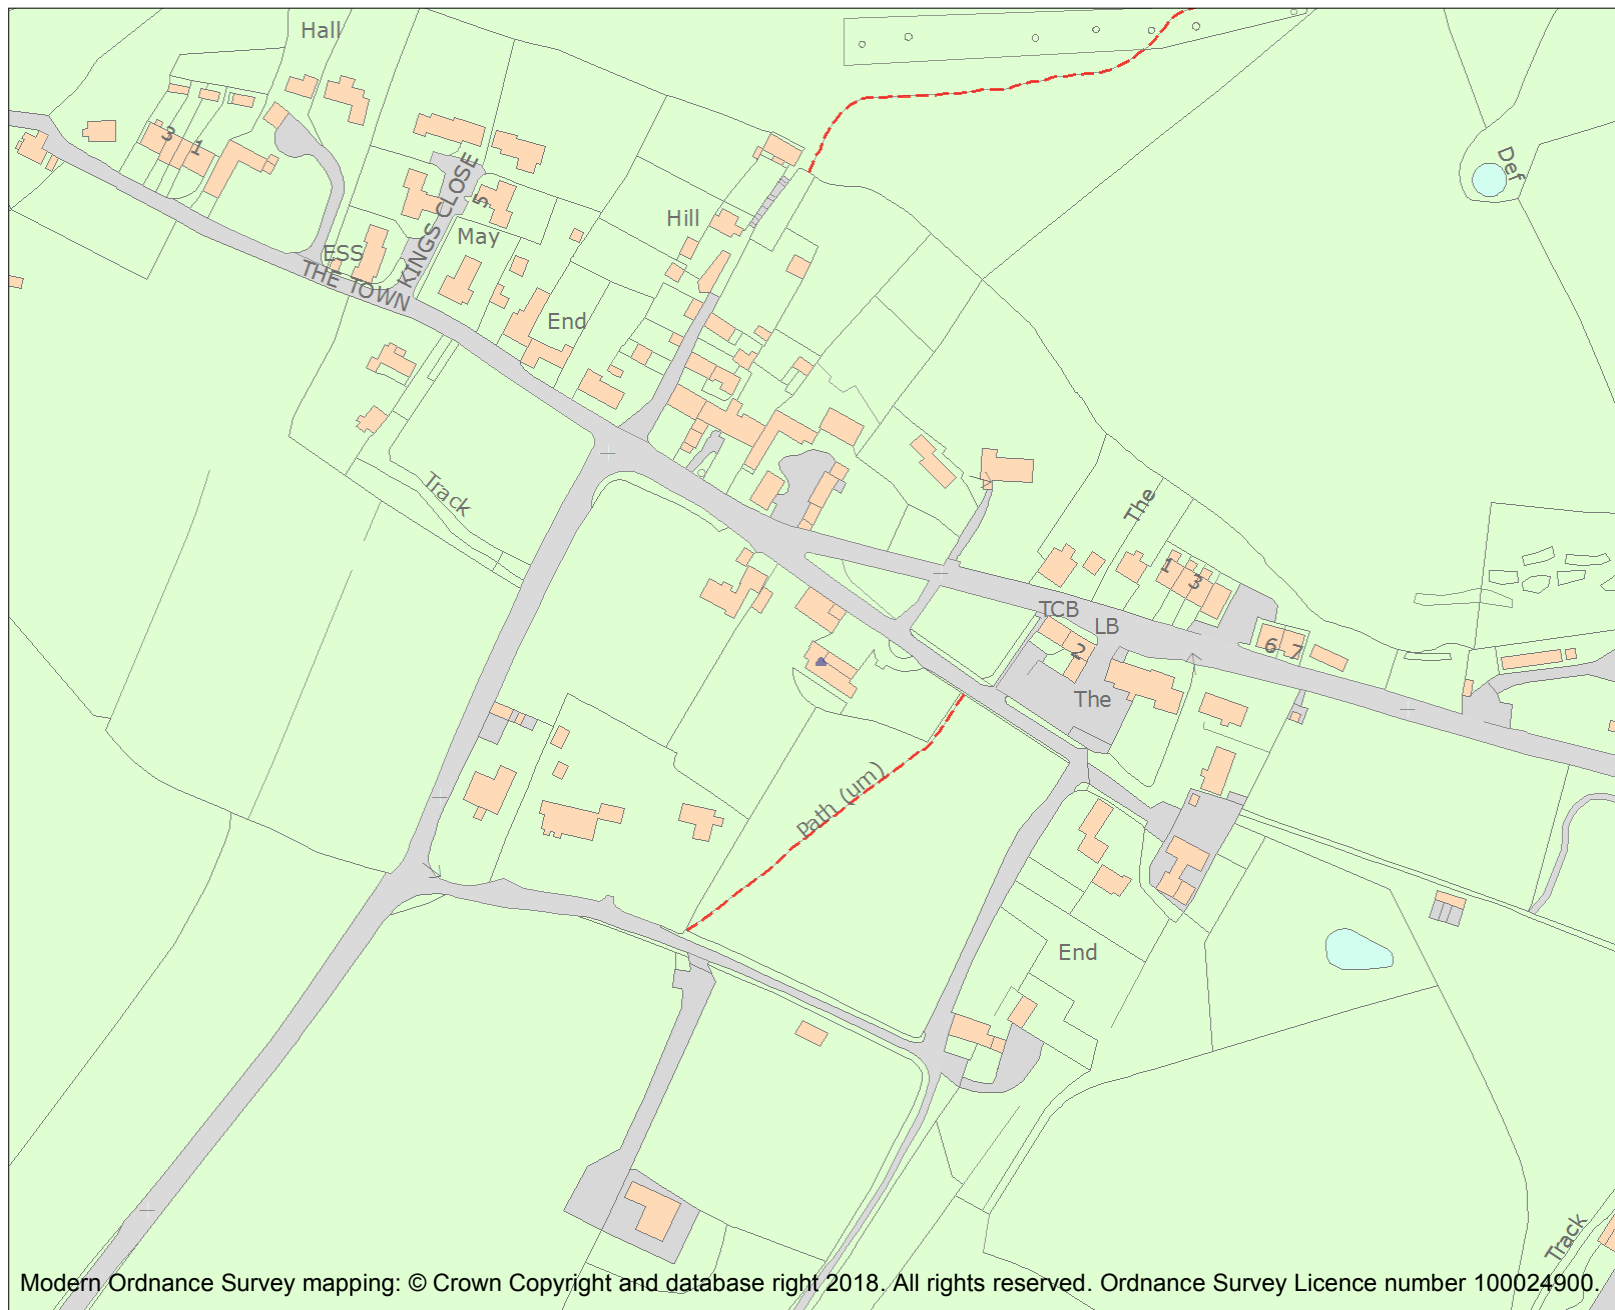 Hall
3
1
KINGS CLOSE
5
Def
Hill
May
ESS
THE TOWN
End
Track
The
1
3
TCB
LB
2
6
7
The
Path (um)
End
Track
Modern Ordnance Survey mapping: © Crown Copyright and database right 2018. All rights reserved. Ordnance Survey Licence number 100024900.